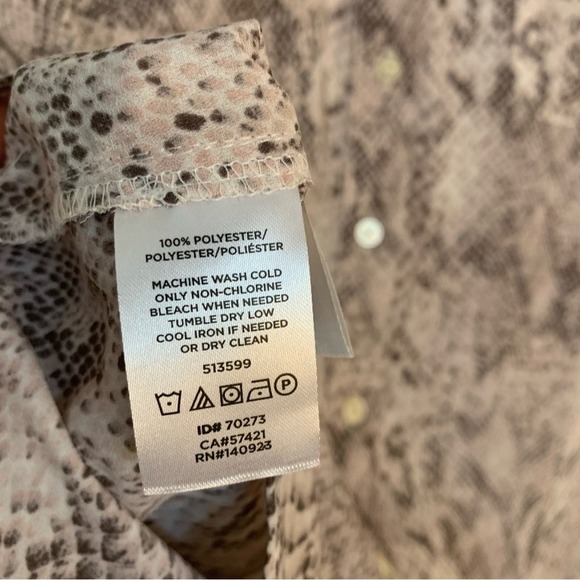 100% POLYESTER/
POLYESTER/POLIÉSTER
MACHINE WASH COLD
ONLY NON-CHLORINE
BLEACH WHEN NEEDED
TUMBLE DRY LOW
COOL IRON IF NEEDED
OR DRY CLEAN
513599
P
ID# 70273
CA#57421
RN#140923